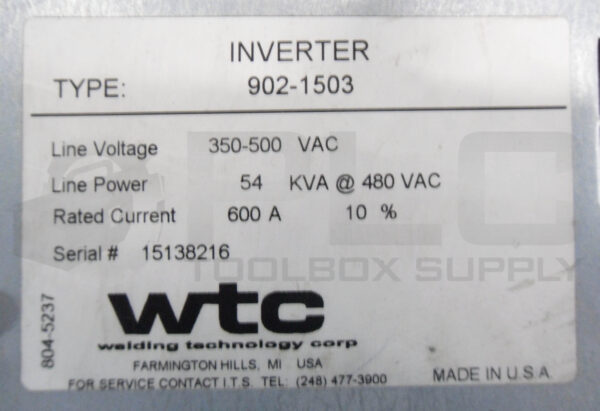 INVERTER
TYPE: 902-1503
Line Voltage 350-500 VAC
Line Power 54 KVA @ 480 VAC
Rated Current 600 A 10 %
Serial # 15138216
PLC
TOOLBOX SUPPLY
804-5237
wtc
welding technology corp
FARMINGTON HILLS, MI USA
FOR SERVICE CONTACT I.T.S. TEL: (248) 477-3900
MADE IN U.S.A.